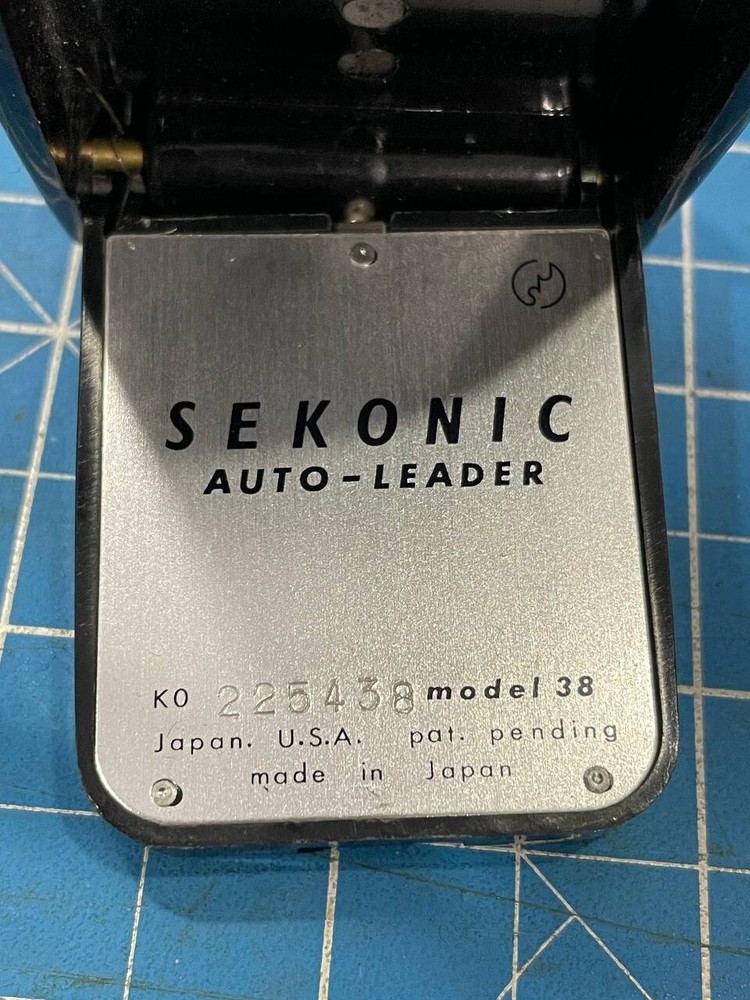 SEKONIC
AUTO-LEADER
KO 225438 model 38
Japan. U.S.A. pat. pending
made in Japan